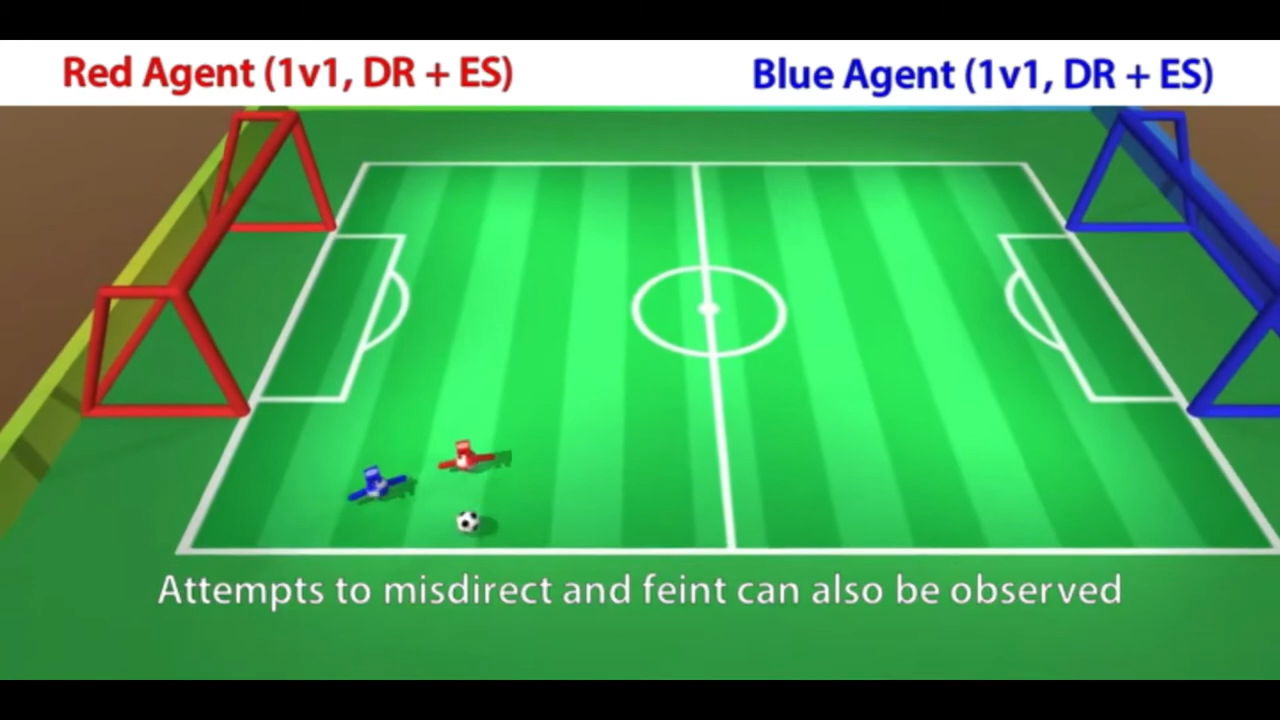 Red Agent (1v1, DR + ES)
Blue Agent (1v1, DR + ES)
Attempts to misdirect and feint can also be observed